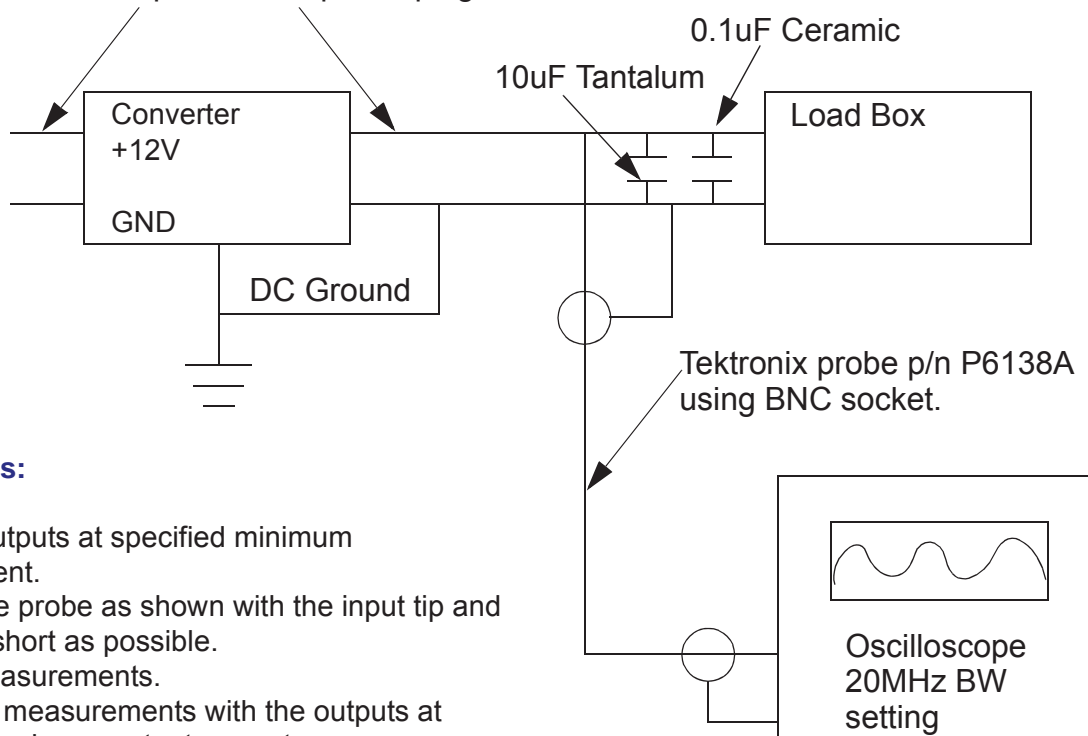 0.1uF Ceramic
10uF Tantalum
Converter
+12V
GND
Load Box
DC Ground
Tektronix probe p/n P6138A
using BNC socket.
s:
utputs at specified minimum
ent.
e probe as shown with the input tip and
short as possible.
easurements.
measurements with the outputs at
Oscilloscope
20MHz BW
setting